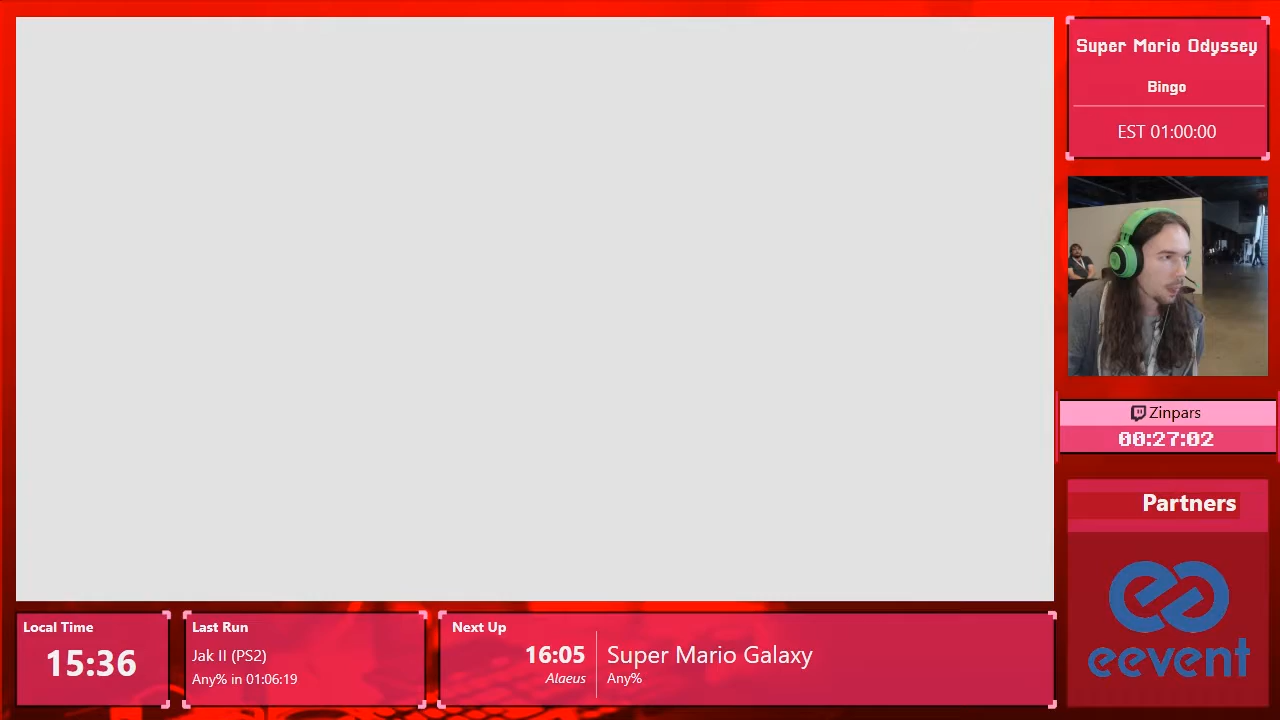 Super Mario Odyssey
Bingo
EST 01:00:00
Zinpars
00:27:02
Partners
eevent
Local Time
15:36
Last Run
Jak II (PS2)
Any% in 01:06:19
Next Up
16:05
Alaeus
Super Mario Galaxy
Any%